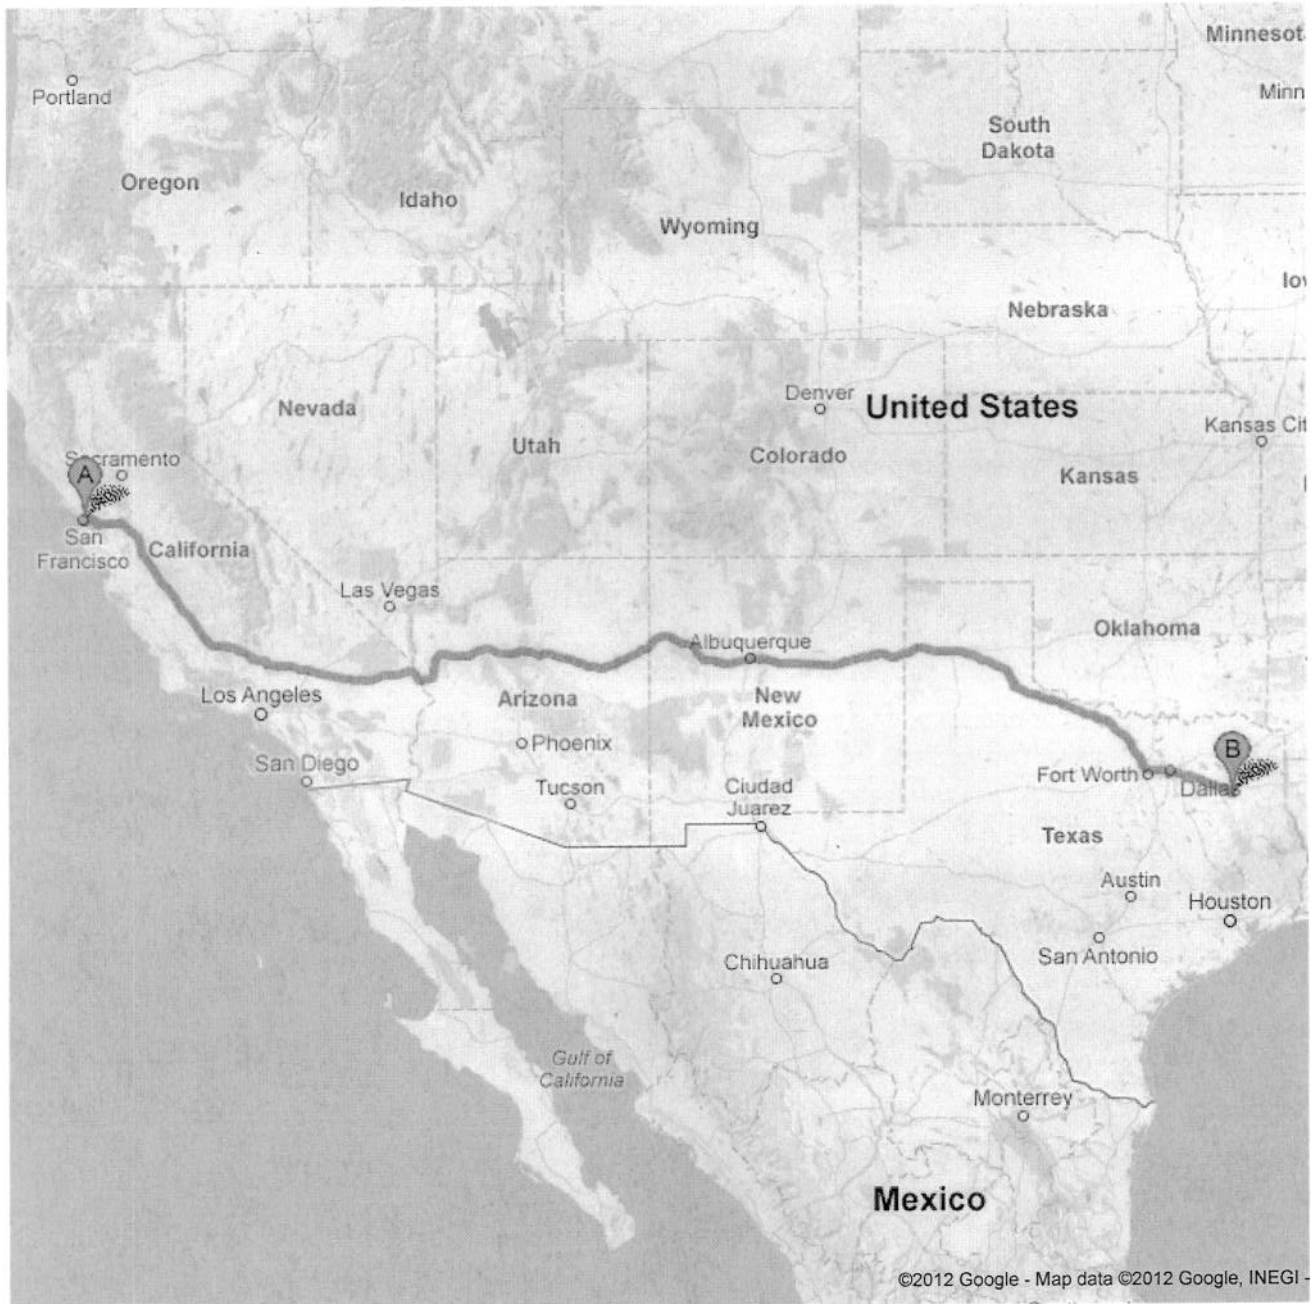 Minnesot
Portland
Minn
South
Dakota
Oregon
Idaho
Wyoming
Iov
Nebraska
Denver
United States
Nevada
Kansas Cit
Utah
Colorado
Sacramento
Kansas
A
San
Francisco
California
Las Vegas
Oklahoma
Albuquerque
Los Angeles
Arizona
New
Mexico
Phoenix
B
San Diego
Fort Worth
Dallas
Tucson
Ciudad
Juarez
Texas
Austin
Houston
San Antonio
Chihuahua
Gulf of
California
Monterrey
Mexico
©2012 Google - Map data ©2012 Google, INEGI -